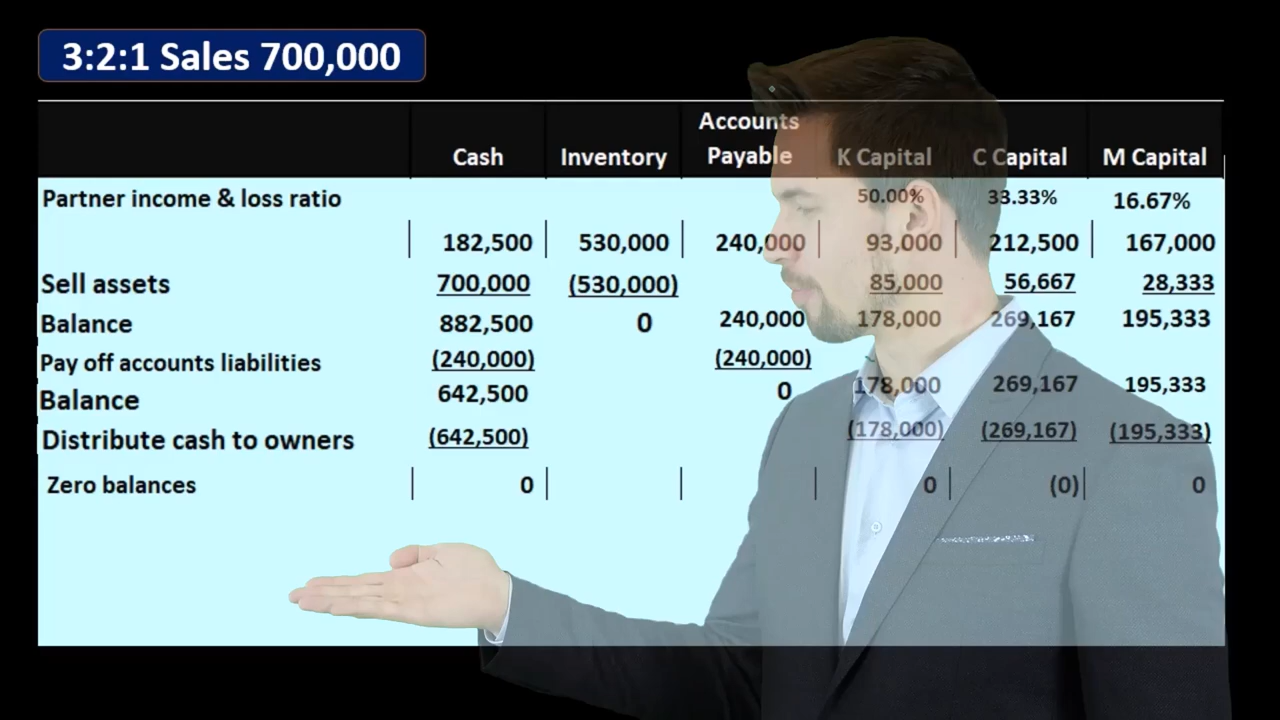 3:2:1 Sales 700,000
Cash Inventory Accounts Payable K Capital C Capital M Capital
Partner income & loss ratio 50.00% 33.33% 16.67%
182,500 530,000 240,000 93,000 212,500 167,000
Sell assets 700,000 (530,000) 85,000 56,667 28,333
Balance 882,500 0 240,000 178,000 269,167 195,333
Pay off accounts liabilities (240,000) (240,000)
Balance 642,500 0 178,000 269,167 195,333
Distribute cash to owners (642,500) (178,000) (269,167) (195,333)
Zero balances 0 0 (0) 0